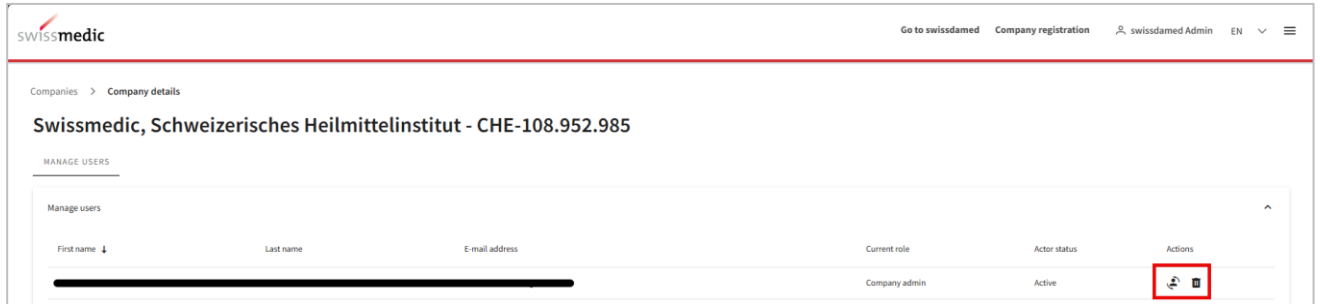 swissmedic
Go to swissdamed Company registration swissdamed Admin EN
Companies > Company details
Swissmedic, Schweizerisches Heilmittelinstitut - CHE-108.952.985
MANAGE USERS
Manage users
First name Last name E-mail address Current role Actor status Actions
Company admin Active